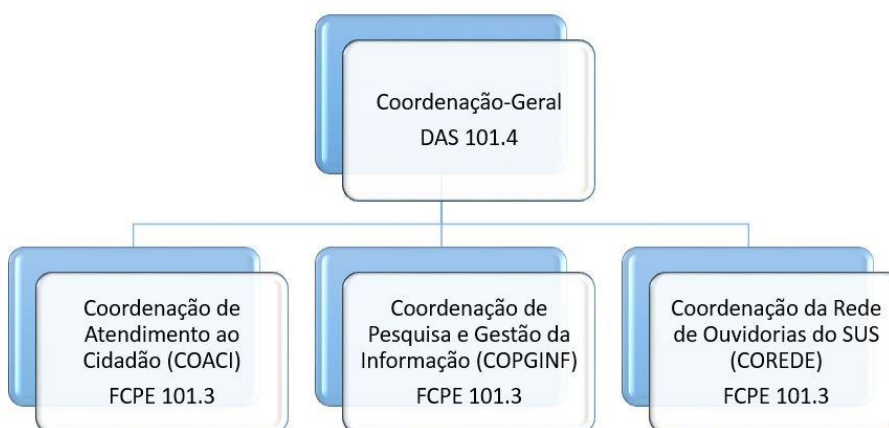 Coordenação-Geral
DAS 101.4
Coordenação de
Atendimento ao
Cidadão (COACI)
FCPE 101.3
Coordenação de
Pesquisa e Gestão da
Informação (COPGINF)
FCPE 101.3
Coordenação da Rede
de Ouvidorias do SUS
(COREDE)
FCPE 101.3